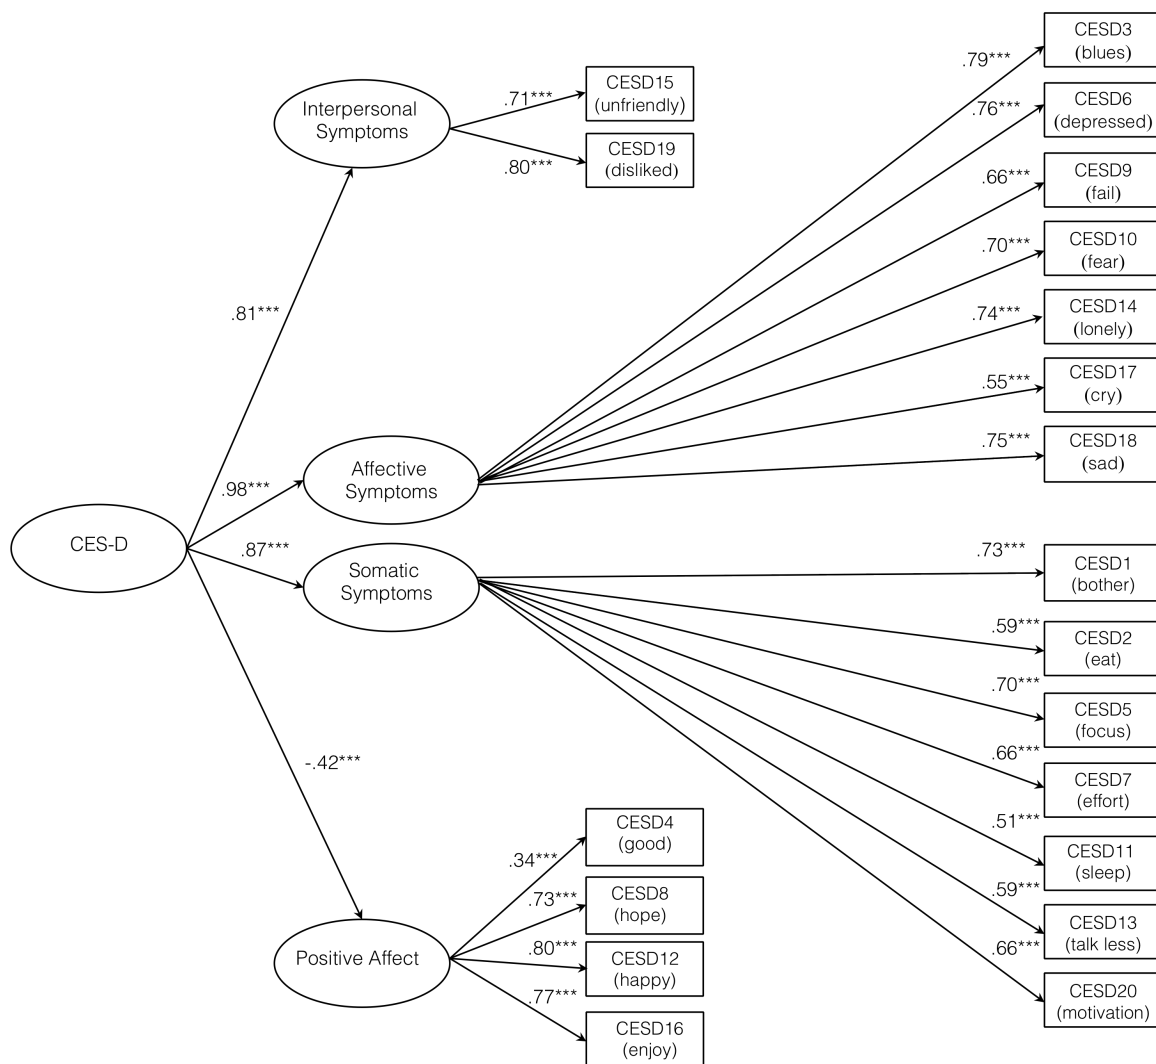 CES-D
.81***
.98***
.87***
-.42***
Interpersonal
Symptoms
.71***
.80***
CESD15
(unfriendly)
CESD19
(disliked)
Affective
Symptoms
.79***
.76***
.66***
.70***
.74***
.55***
.75***
CESD3
(blues)
CESD6
(depressed)
CESD9
(fail)
CESD10
(fear)
CESD14
(lonely)
CESD17
(cry)
CESD18
(sad)
Somatic
Symptoms
.73***
.59***
.70***
.66***
.51***
.59***
.66***
CESD1
(bother)
CESD2
(eat)
CESD5
(focus)
CESD7
(effort)
CESD11
(sleep)
CESD13
(talk less)
CESD20
(motivation)
Positive Affect
.34***
.73***
.80***
.77***
CESD4
(good)
CESD8
(hope)
CESD12
(happy)
CESD16
(enjoy)